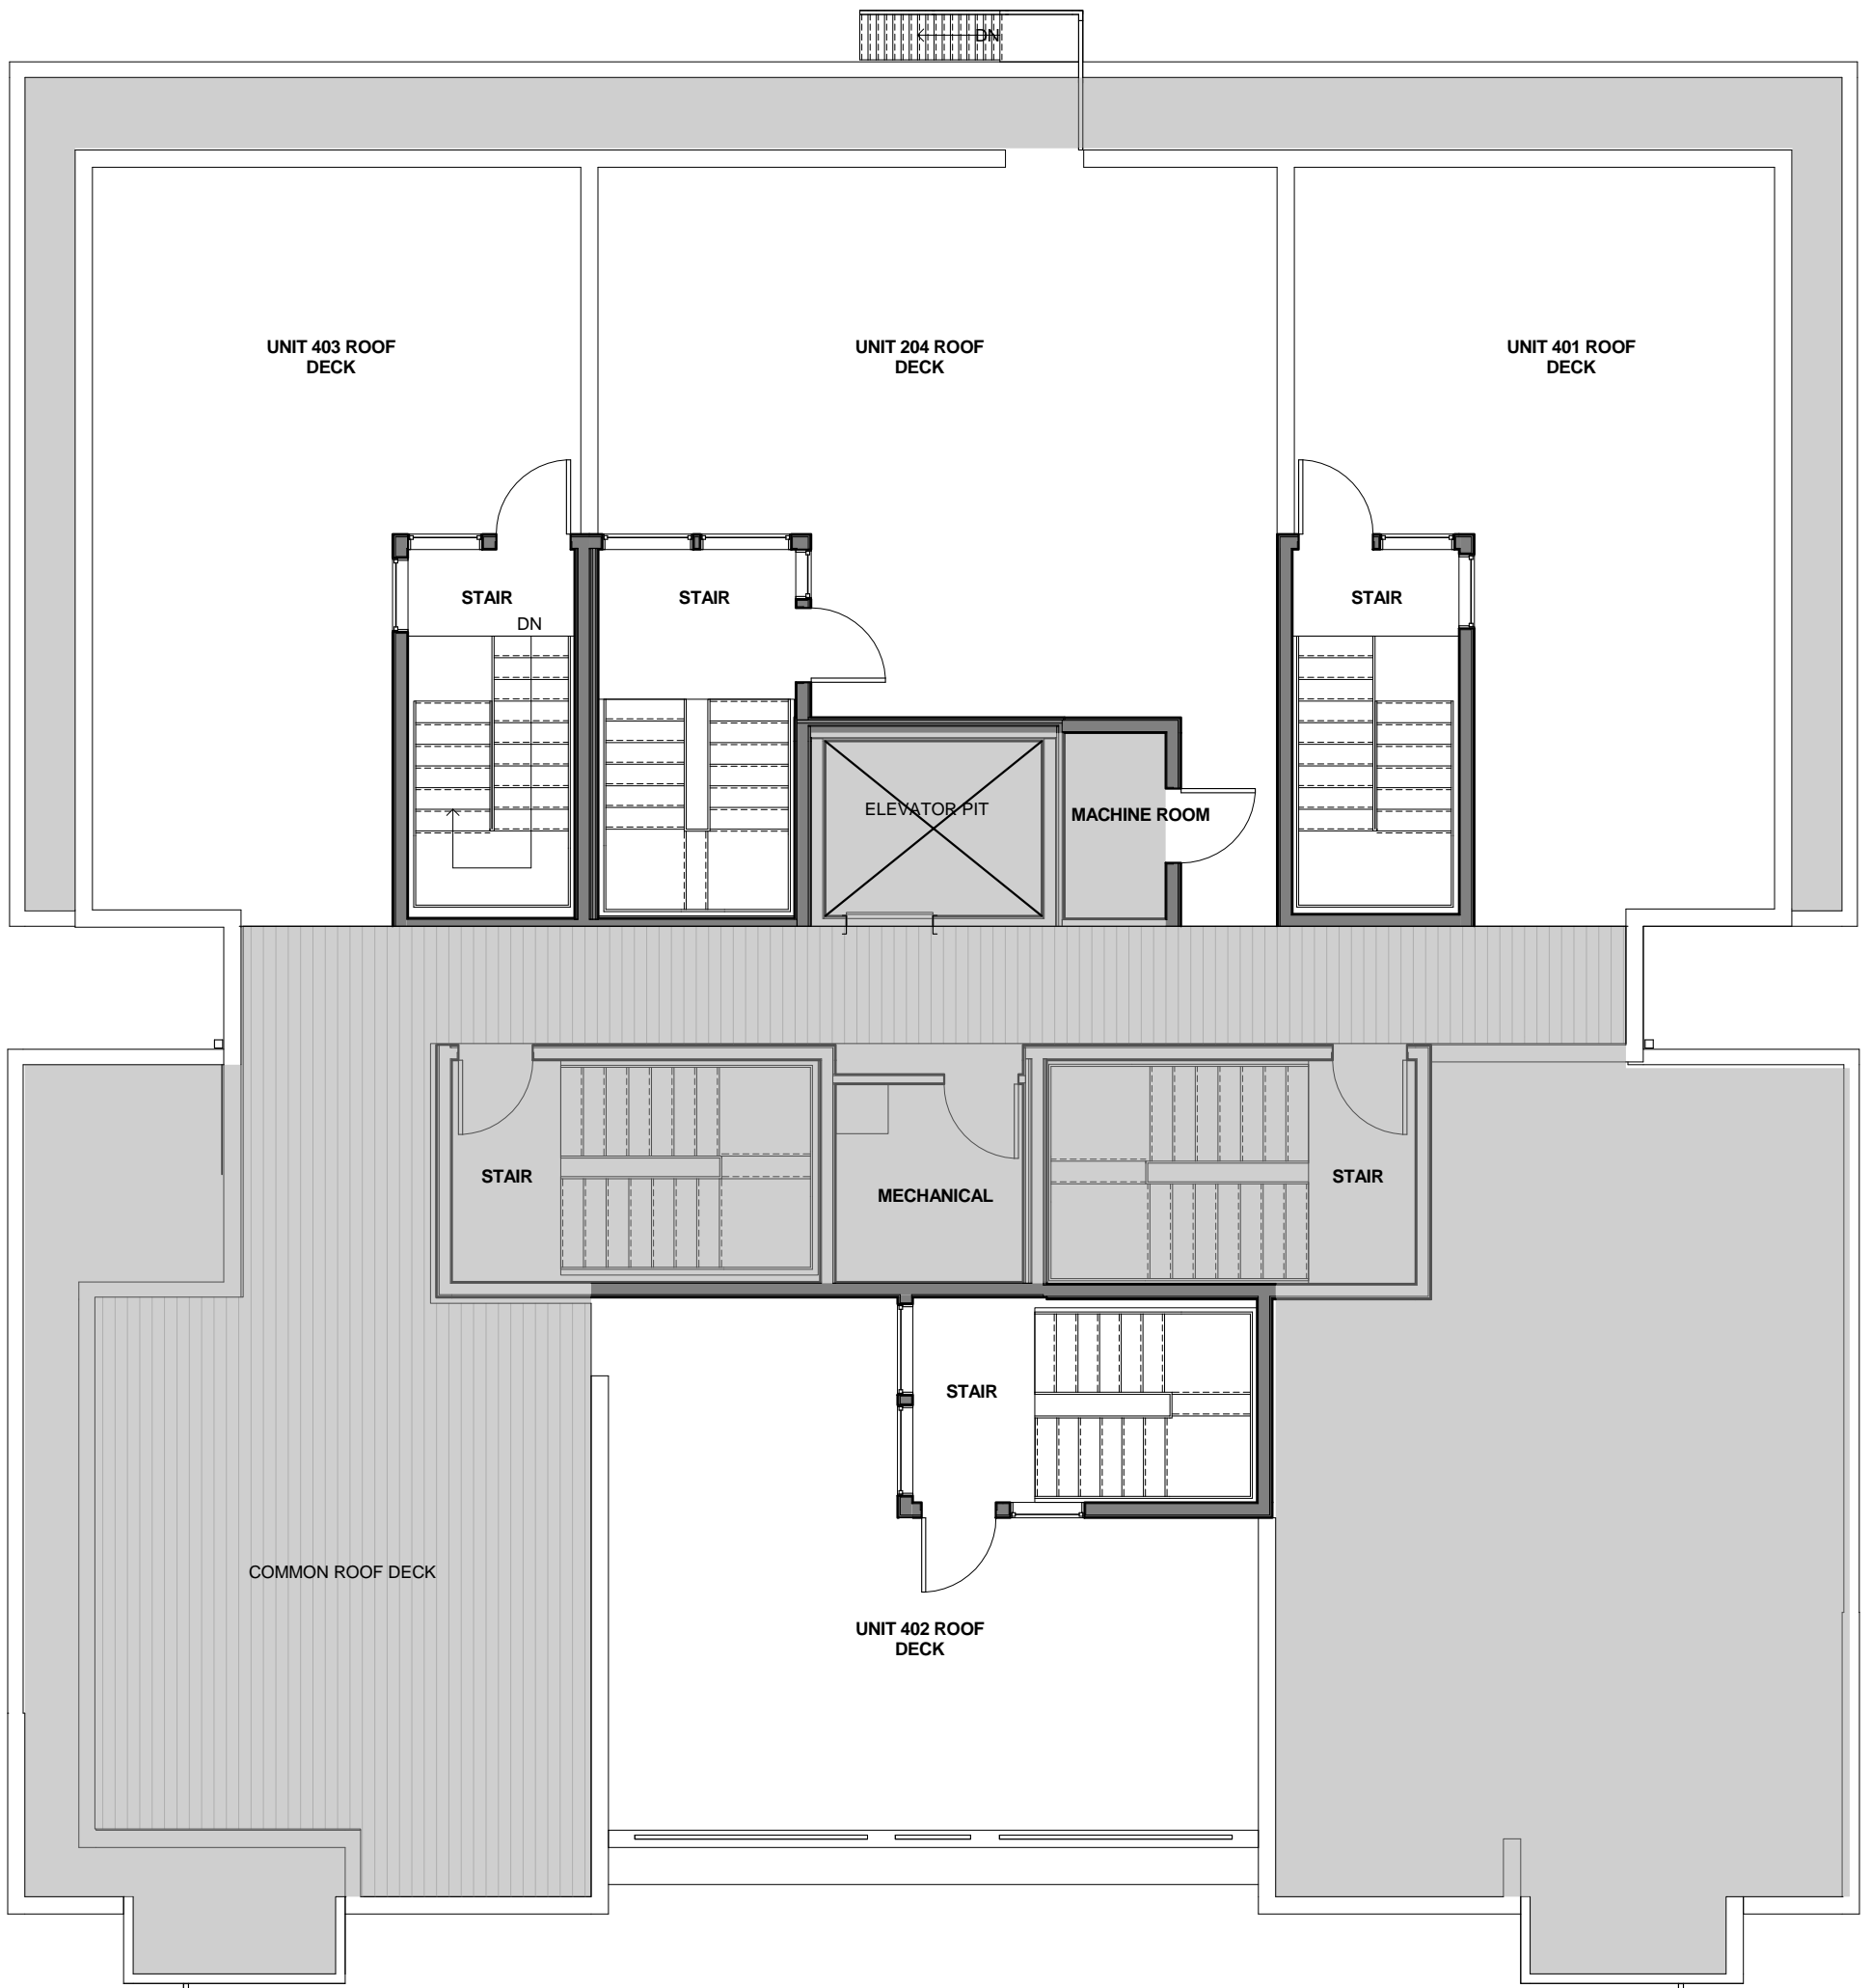 DN
UNIT 403 ROOF
DECK
UNIT 204 ROOF
DECK
UNIT 401 ROOF
DECK
STAIR
STAIR
STAIR
DN
ELEVATOR PIT
MACHINE ROOM
STAIR
MECHANICAL
STAIR
STAIR
COMMON ROOF DECK
UNIT 402 ROOF
DECK